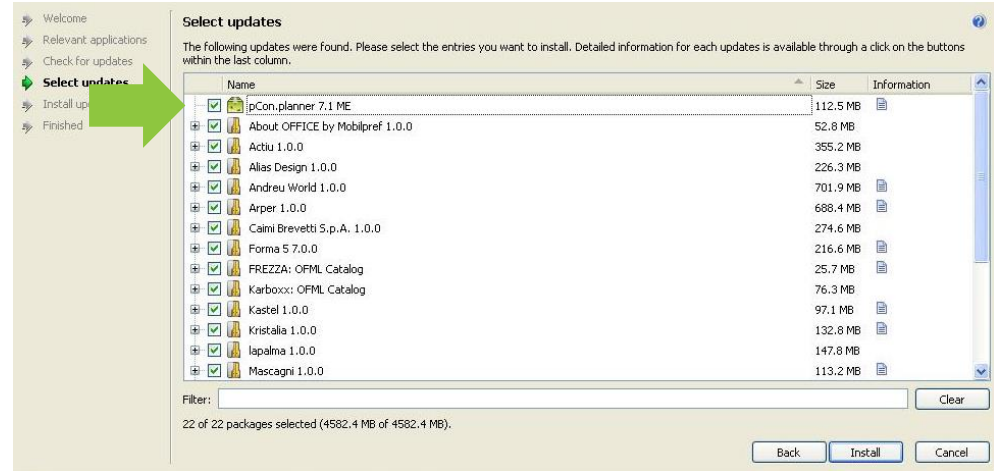 Welcome
Relevant applications
Check for updates
Select updates
Install
Finished
Select updates
The following updates were found. Please select the entries you want to install. Detailed information for each updates is available through a click on the buttons
within the last column.
Name Size Information
pCon.planner 7.1 ME 112.5 MB
About OFFICE by Mobilpref 1.0.0 52.8 MB
Actiu 1.0.0 355.2 MB
Alias Design 1.0.0 226.3 MB
Andreu World 1.0.0 701.9 MB
Arper 1.0.0 688.4 MB
Caimi Brevetti S.p.A. 1.0.0 274.6 MB
Forma 5 7.0.0 216.6 MB
FREZZA: OFML Catalog 25.7 MB
Karboxx: OFML Catalog 76.3 MB
Kastel 1.0.0 97.1 MB
Kristalia 1.0.0 132.8 MB
lapalma 1.0.0 147.8 MB
Mascagni 1.0.0 113.2 MB
Filter: Clear
22 of 22 packages selected (4582.4 MB of 4582.4 MB).
Back Install Cancel